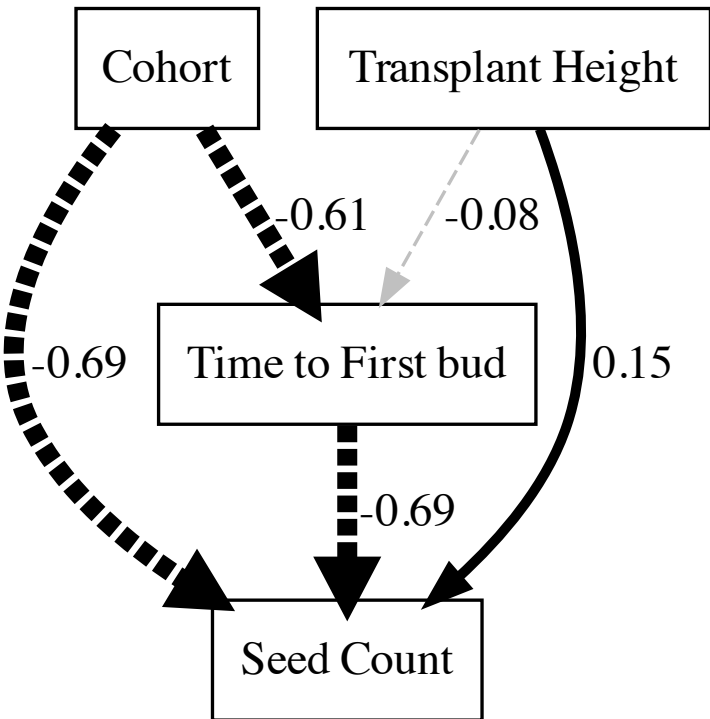 Cohort
Transplant Height
-0.61
-0.08
-0.69
Time to First bud
0.15
-0.69
Seed Count